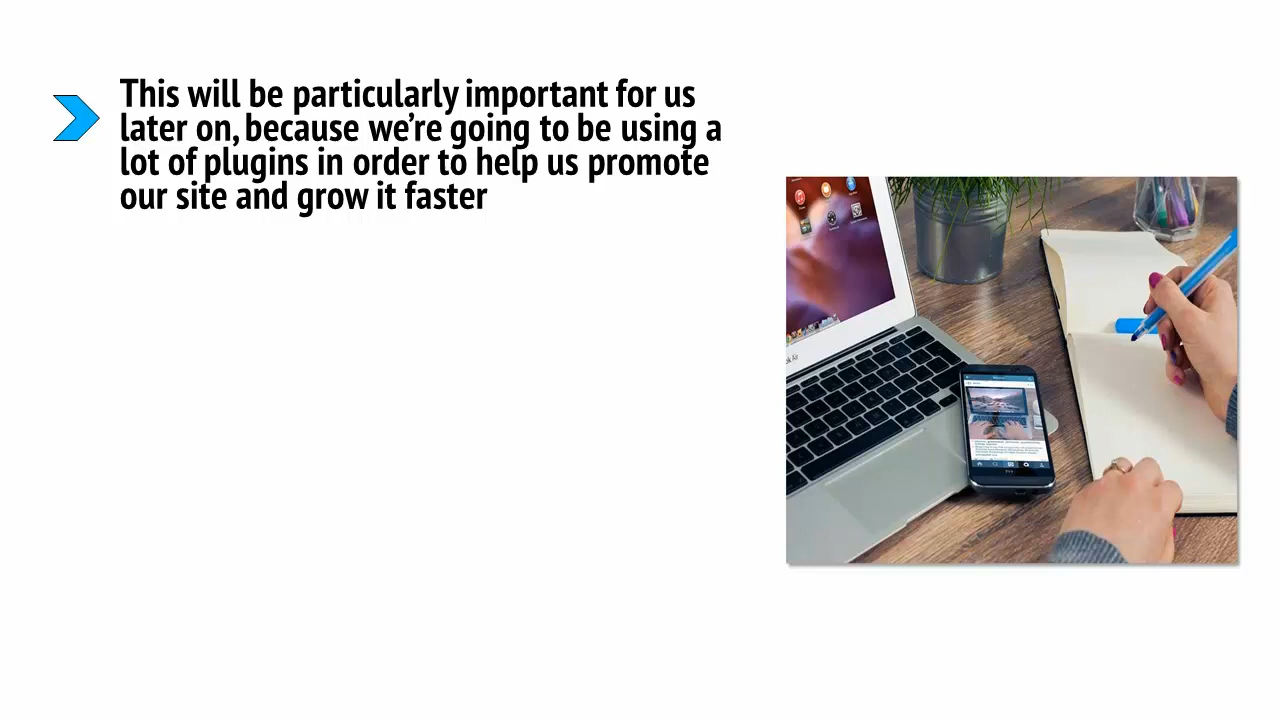 This will be particularly important for us
later on, because we're going to be using a
lot of plugins in order to help us promote
our site and grow it faster